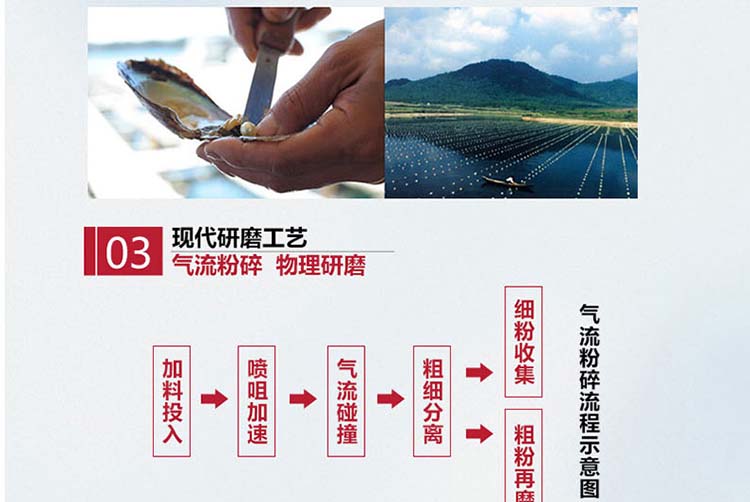 03
现代研磨工艺
气流粉碎 物理研磨
加料投入
喷咀加速
气流碰撞
粗细分离
细粉收集
粗粉再磨
气流粉碎流程示意图